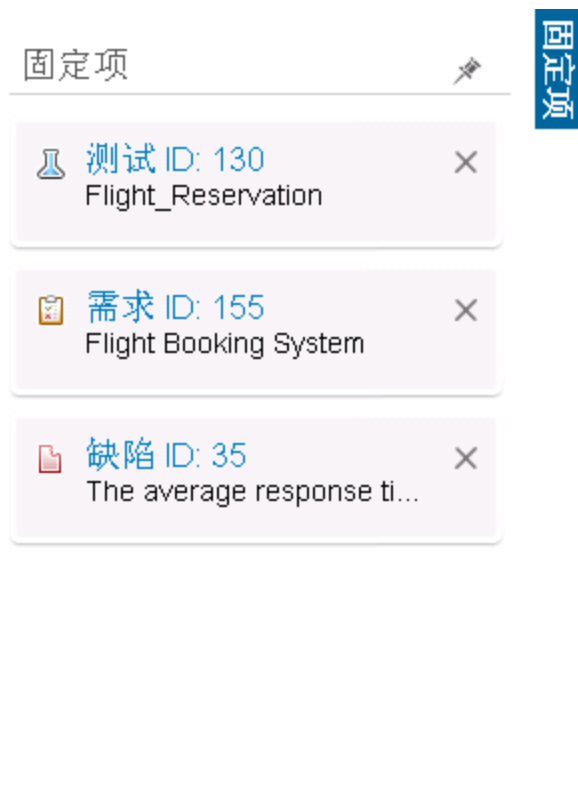 固定项
固定项
测试 ID: 130
Flight_Reservation
需求 ID: 155
Flight Booking System
缺陷 ID: 35
The average response ti...